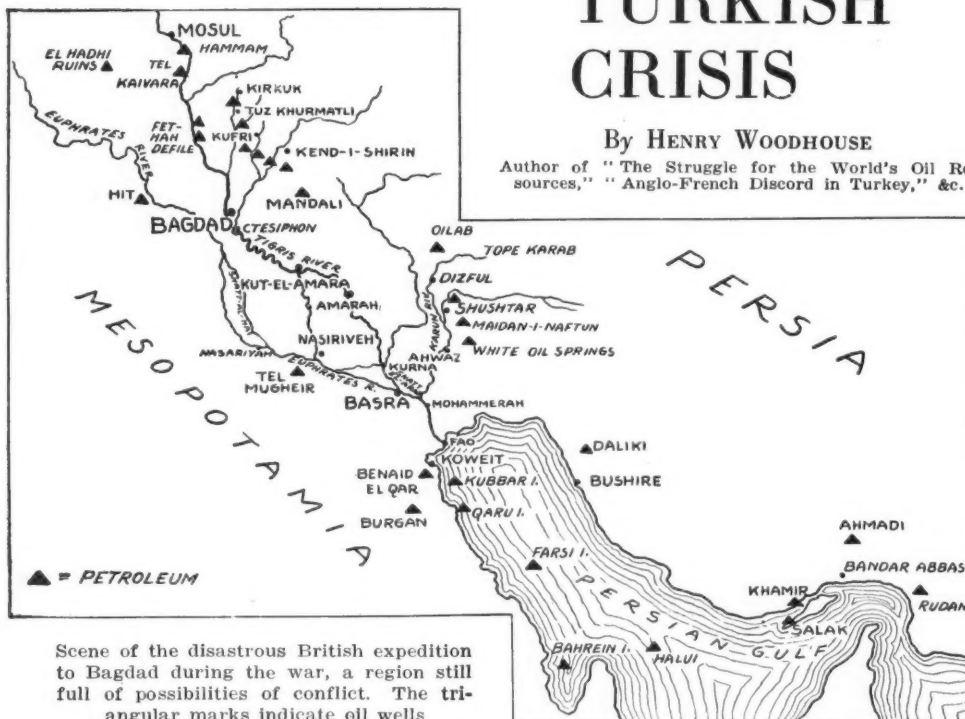 TURKISH
CRISIS
By HENRY WOODHOUSE
Author of "The Struggle for the World's Oil Re-
sources," "Anglo-French Discord in Turkey," &c.
MOSUL
HAMMAM
EL HADHI
RUINS
TEL
KAIVARA
KIRKUK
TUZ KHURMATLI
EUPHRATES
RIVER
FET-
HAH
DEFILE
KUFRI
KEND-I-SHIRIN
HIT
MANDALI
BAGDAD
CTESIPHON
TIGRIS RIVER
OILAB
TOPE KARAB
DIZFUL
PERSIA
MESOPOTAMIA
KUT-EL-AMARA
AMARAH
SHATT-AL-HAI
KARUN RIV.
SHUSHTAR
MAIDAN-I-NAFTUN
WHITE OIL SPRINGS
NASIRIVEH
NASARIYAH
EUPHRATES R.
AHWAZ
KURNA
TEL
MUGHEIR
BASRA
MOHAMMERAH
FAO
KOWEIT
DALIKI
BENAID
EL QAR
KUBBAR I.
BUSHIRE
BURGAN
QARU I.
AHMADI
FARSI I.
BANDAR ABBAS
= PETROLEUM
KHAMIR
RUDAN
PERSIAN GULF
SALAK
BAHREIN I.
HALUI
Scene of the disastrous British expedition
to Bagdad during the war, a region still
full of possibilities of conflict. The tri-
angular marks indicate oil wells